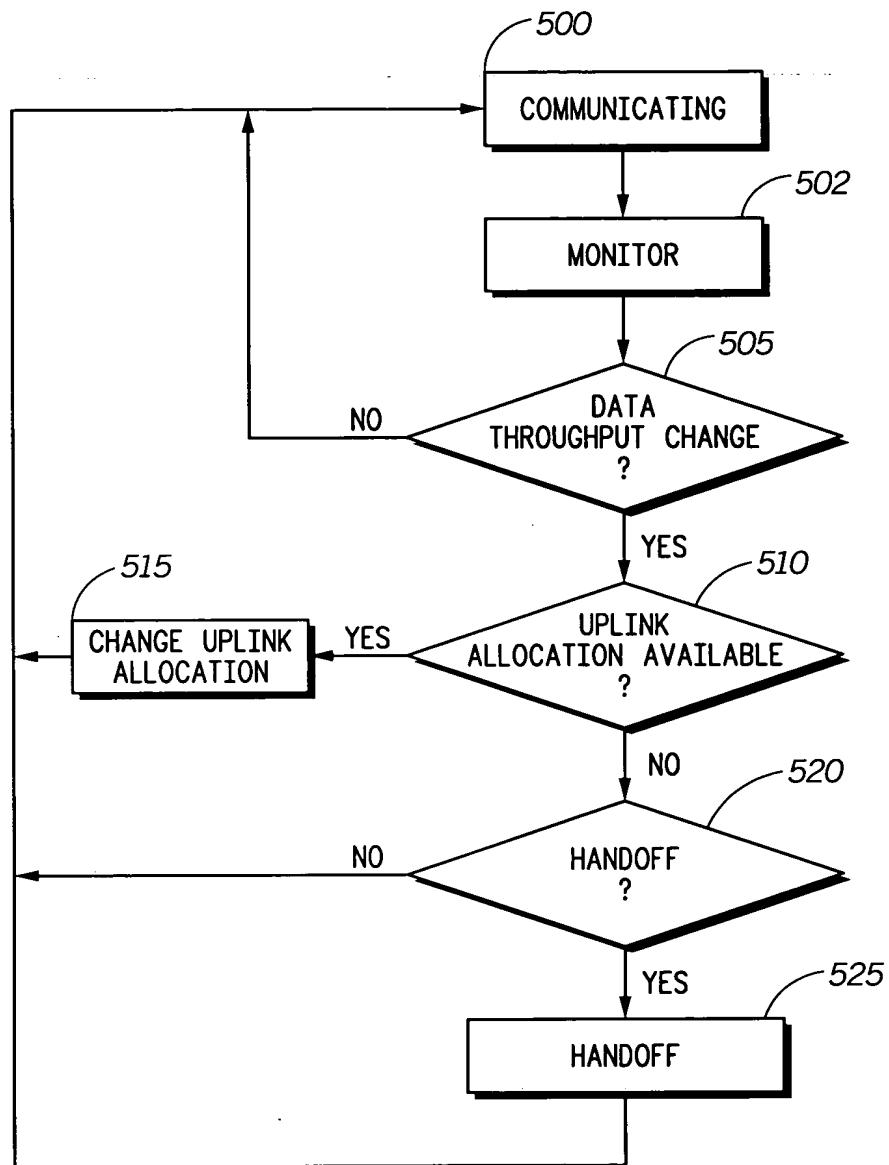 500
COMMUNICATING
502
MONITOR
505
DATA
THROUGHPUT CHANGE
?
NO
YES
510
UPLINK
ALLOCATION AVAILABLE
?
YES
515
CHANGE UPLINK
ALLOCATION
NO
520
HANDOFF
?
NO
YES
525
HANDOFF